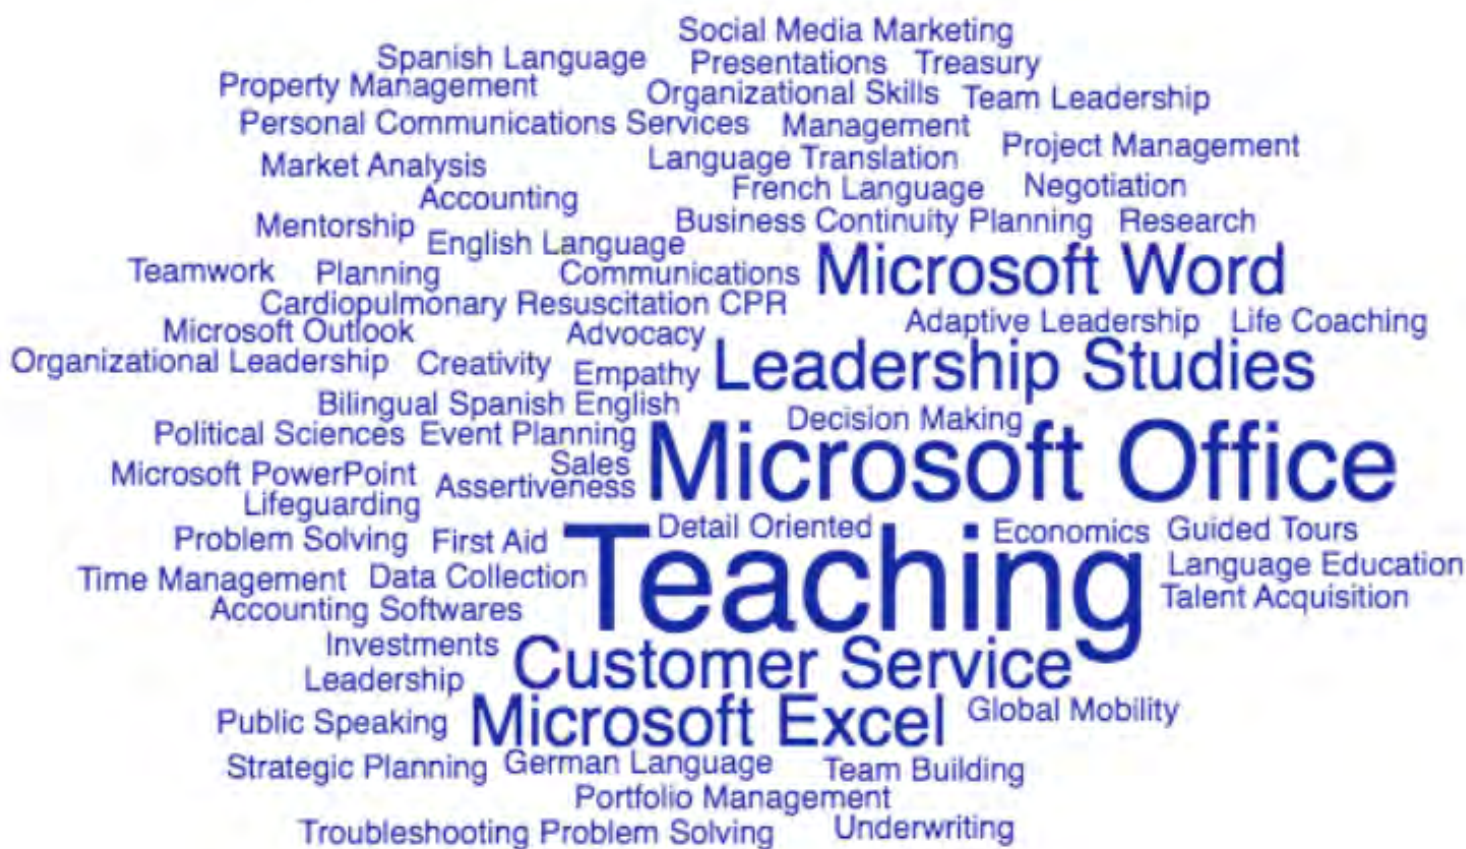 Social Media Marketing
Spanish Language
Presentations
Treasury
Property Management
Organizational Skills
Team Leadership
Personal Communications Services
Management
Project Management
Market Analysis
Language Translation
French Language
Negotiation
Accounting
Mentorship
Business Continuity Planning
Research
English Language
Teamwork
Planning
Communications
Microsoft Word
Cardiopulmonary Resuscitation CPR
Microsoft Outlook
Advocacy
Adaptive Leadership
Life Coaching
Organizational Leadership
Creativity
Empathy
Leadership Studies
Bilingual Spanish English
Decision Making
Political Sciences
Event Planning
Microsoft Office
Sales
Microsoft PowerPoint
Assertiveness
Lifeguarding
Detail Oriented
Economics
Guided Tours
Problem Solving
First Aid
Teaching
Language Education
Time Management
Data Collection
Talent Acquisition
Accounting Softwares
Investments
Customer Service
Leadership
Public Speaking
Microsoft Excel
Global Mobility
Strategic Planning
German Language
Team Building
Portfolio Management
Troubleshooting Problem Solving
Underwriting